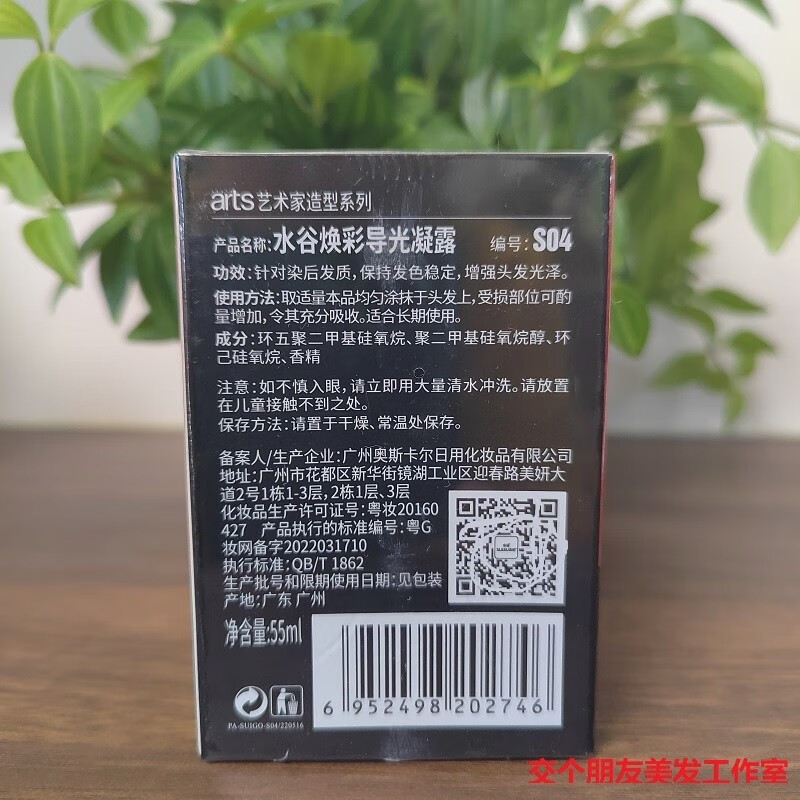 arts艺术家造型系列
产品名称:水谷焕彩导光凝露 编号:S04
功效:针对染后发质,保持发色稳定,增强头发光泽。
使用方法:取适量本品均匀涂抹于头发上,受损部位可酌
量增加,令其充分吸收。适合长期使用。
成分:环五聚二甲基硅氧烷、聚二甲基硅氧烷醇、环
己硅氧烷、香精
注意:如不慎入眼,请立即用大量清水冲洗。请放置
在儿童接触不到之处。
保存方法:请置于干燥、常温处保存。
备案人/生产企业:广州奥斯卡尔日用化妆品有限公司
地址:广州市花都区新华街镜湖工业区迎春路美妍大
道2号1栋1-3层,2栋1层、3层
化妆品生产许可证号:粤妆20160
427 产品执行的标准编号:粤G
妆网备字2022031710
执行标准:QB/T 1862
生产批号和限期使用日期:见包装
产地:广东 广州
净含量:55ml
6 952498 202746
PA-SUIGO-S04/220516
交个朋友美发工作室